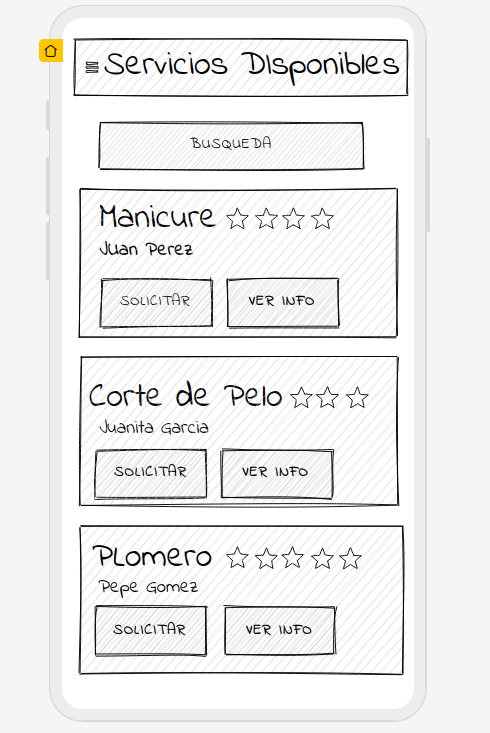 Servicios DIsponibles
BUSQUEDA
Manicure
Juan Perez
SOLICITAR VER INFO
Corte de Pelo
Juanita Garcia
SOLICITAR VER INFO
PLomero
Pepe Gomez
SOLICITAR VER INFO